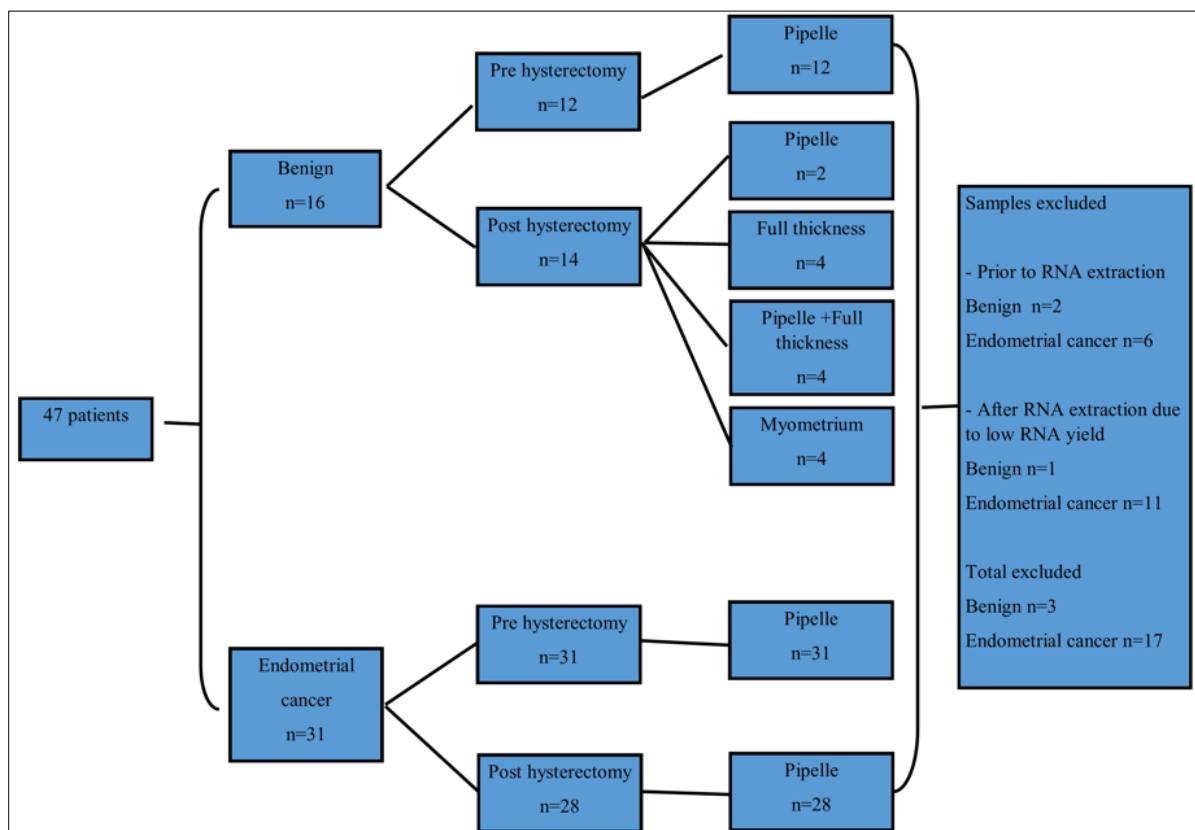 47 patients
Benign
n=16
Endometrial
cancer
n=31
Pre hysterectomy
n=12
Post hysterectomy
n=14
Pre hysterectomy
n=31
Post hysterectomy
n=28
Pipelle
n=12
Pipelle
n=2
Full thickness
n=4
Pipelle +Full
thickness
n=4
Myometrium
n=4
Pipelle
n=31
Pipelle
n=28
Samples excluded
- Prior to RNA extraction
Benign n=2
Endometrial cancer n=6
- After RNA extraction due
to low RNA yield
Benign n=1
Endometrial cancer n=11
Total excluded
Benign n=3
Endometrial cancer n=17